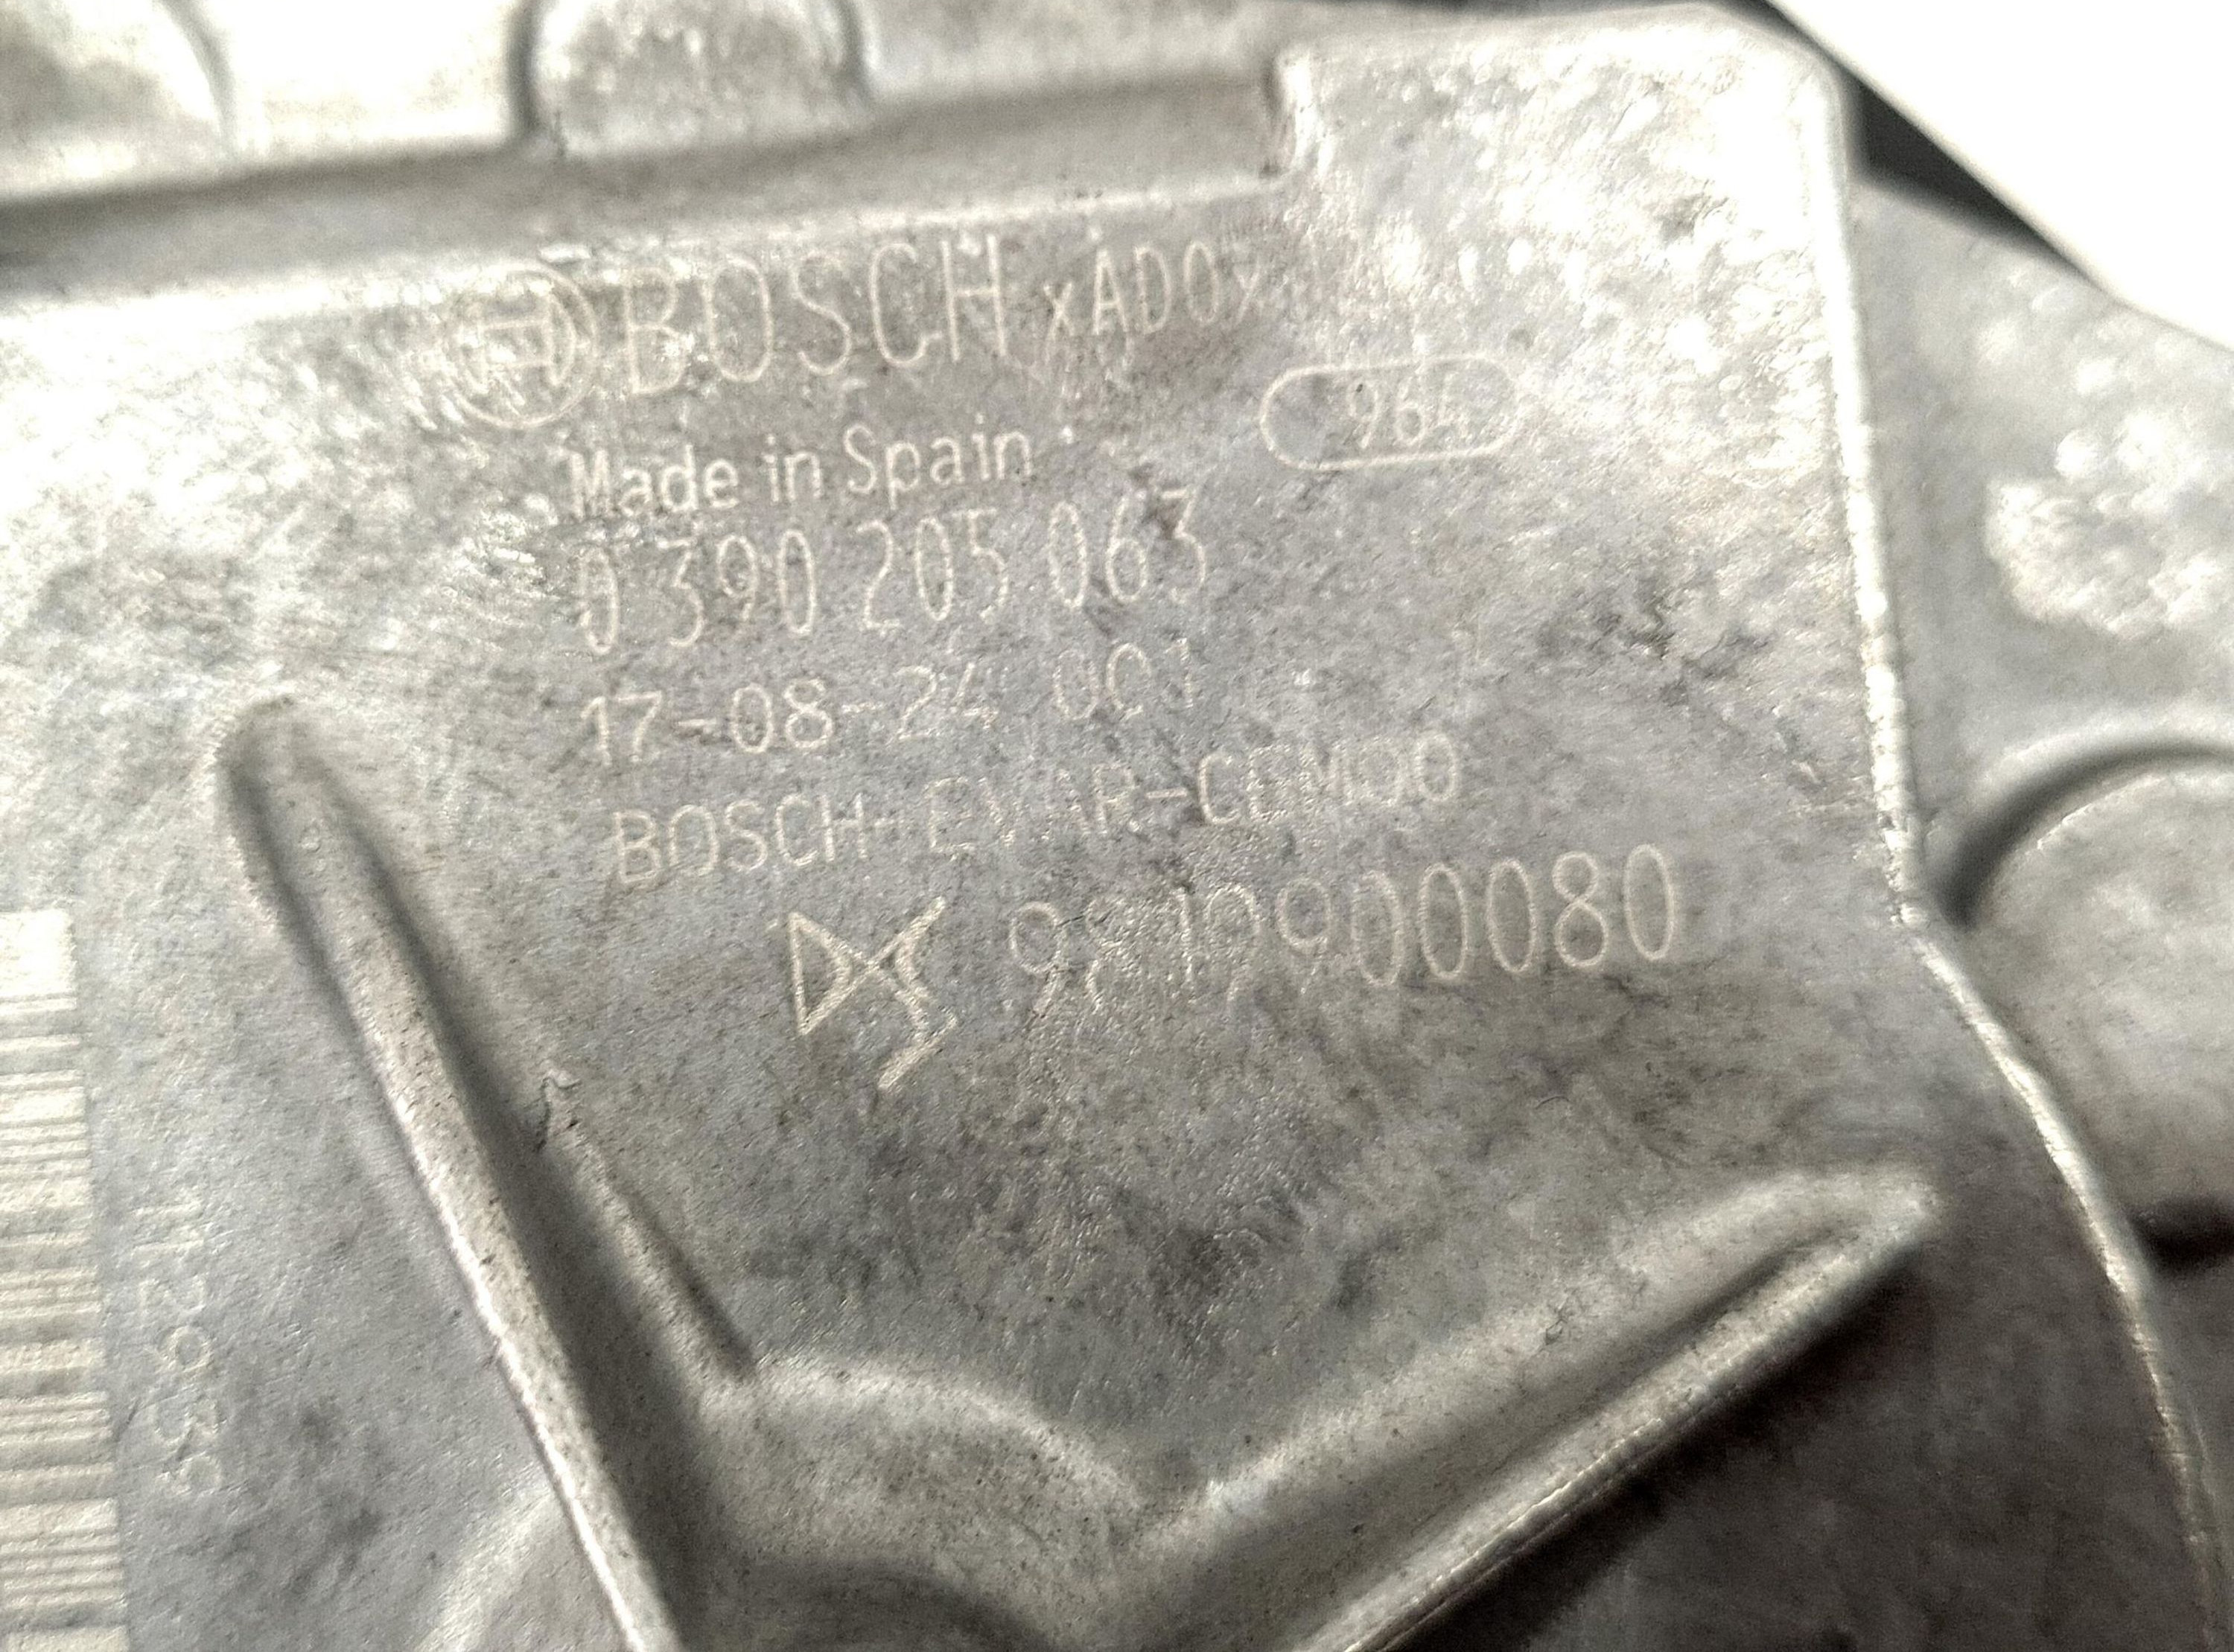 BOSCH xADOx
964
Made in Spain
0 390 205 063
17-08-24 001
BOSCH-
9819900080